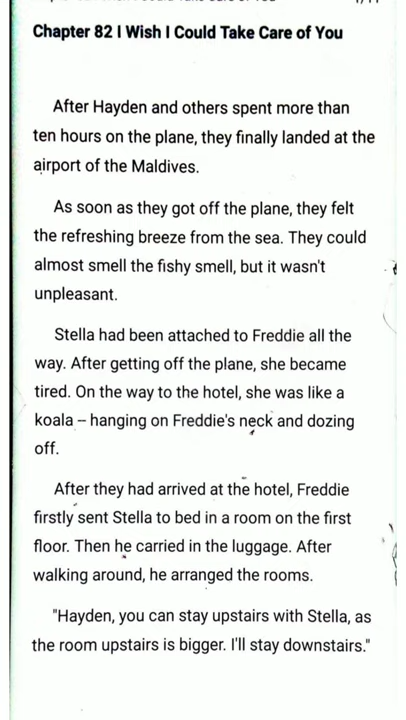 Chapter 82 I Wish I Could Take Care of You
After Hayden and others spent more than
ten hours on the plane, they finally landed at the
airport of the Maldives.
As soon as they got off the plane, they felt
the refreshing breeze from the sea. They could
almost smell the fishy smell, but it wasn't
unpleasant.
Stella had been attached to Freddie all the
way. After getting off the plane, she became
tired. On the way to the hotel, she was like a
koala – hanging on Freddie's neck and dozing
off.
After they had arrived at the hotel, Freddie
firstly sent Stella to bed in a room on the first
floor. Then he carried in the luggage. After
walking around, he arranged the rooms.
"Hayden, you can stay upstairs with Stella, as
the room upstairs is bigger. I'll stay downstairs."